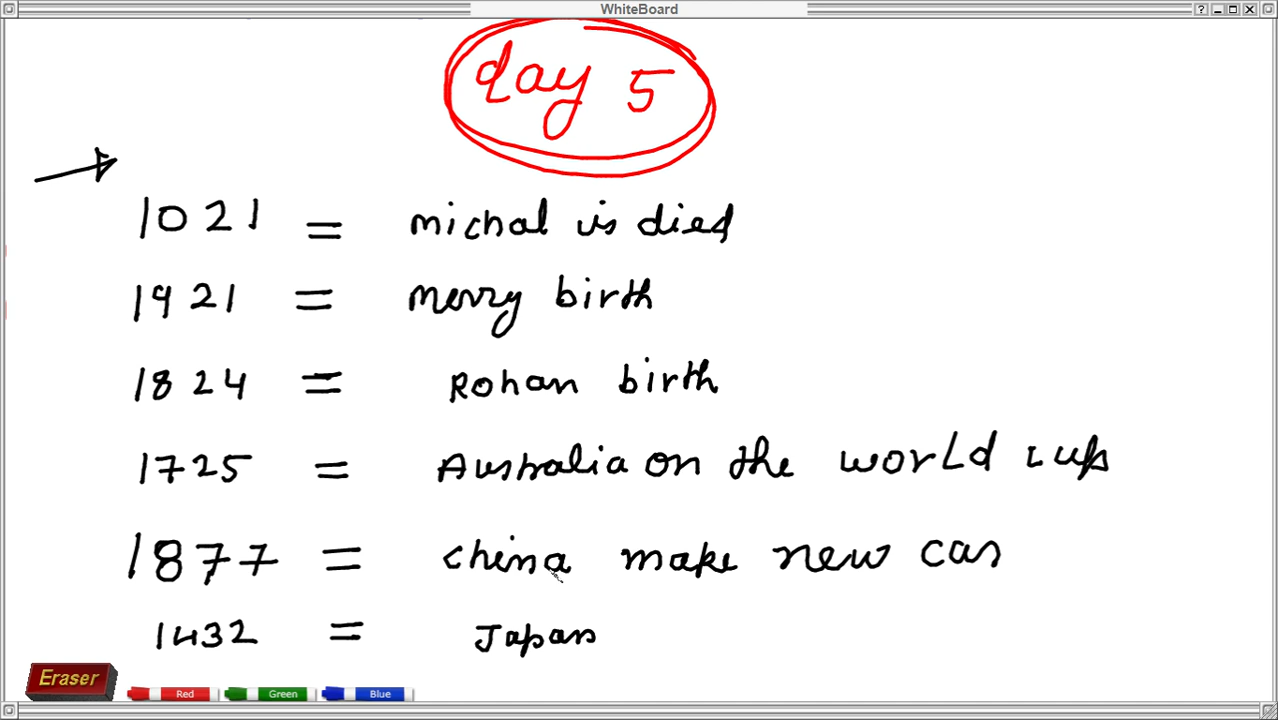 WhiteBoard
day 5
1021 = michal is died
1921 = merry birth
1824 = Rohan birth
1725 = Australia on the world cup
1877 = china make new car
1432 = Japan
Eraser
Red Green Blue